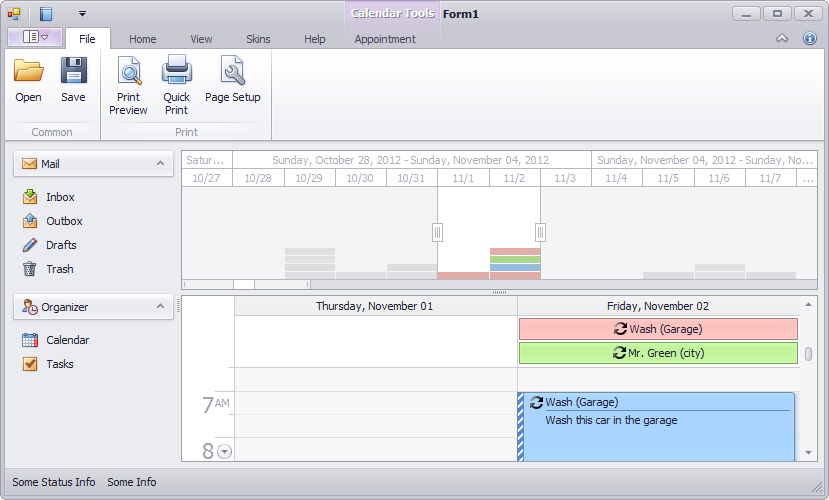 Calendar Tools Form1
File Home View Skins Help Appointment
Open Save Print Preview Quick Print Page Setup
Common Print
Mail
Inbox
Outbox
Drafts
Trash
Organizer
Calendar
Tasks
Satur... Sunday, October 28, 2012 - Sunday, November 04, 2012 Sunday, November 04, 2012 - Sunday, No...
10/27 10/28 10/29 10/30 10/31 11/1 11/2 11/3 11/4 11/5 11/6 11/7 ...
Thursday, November 01 Friday, November 02
Wash (Garage)
Mr. Green (city)
7 AM
Wash (Garage)
Wash this car in the garage
8
Some Status Info Some Info